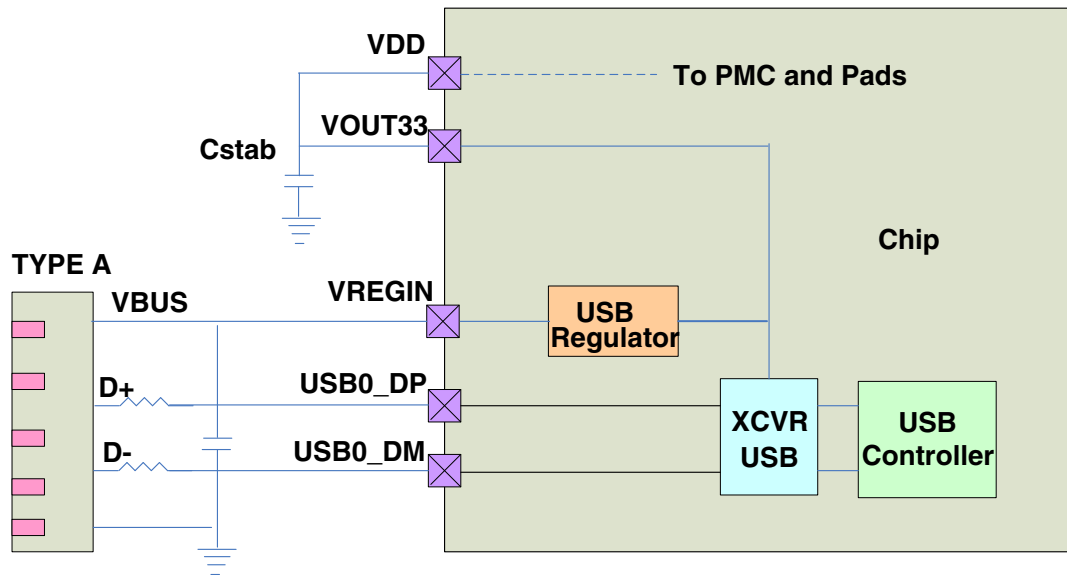 VDD
To PMC and Pads
VOUT33
Cstab
Chip
TYPE A
VBUS
VREGIN
USB
Regulator
D+
USB0_DP
XCVR
USB
USB
Controller
D-
USB0_DM